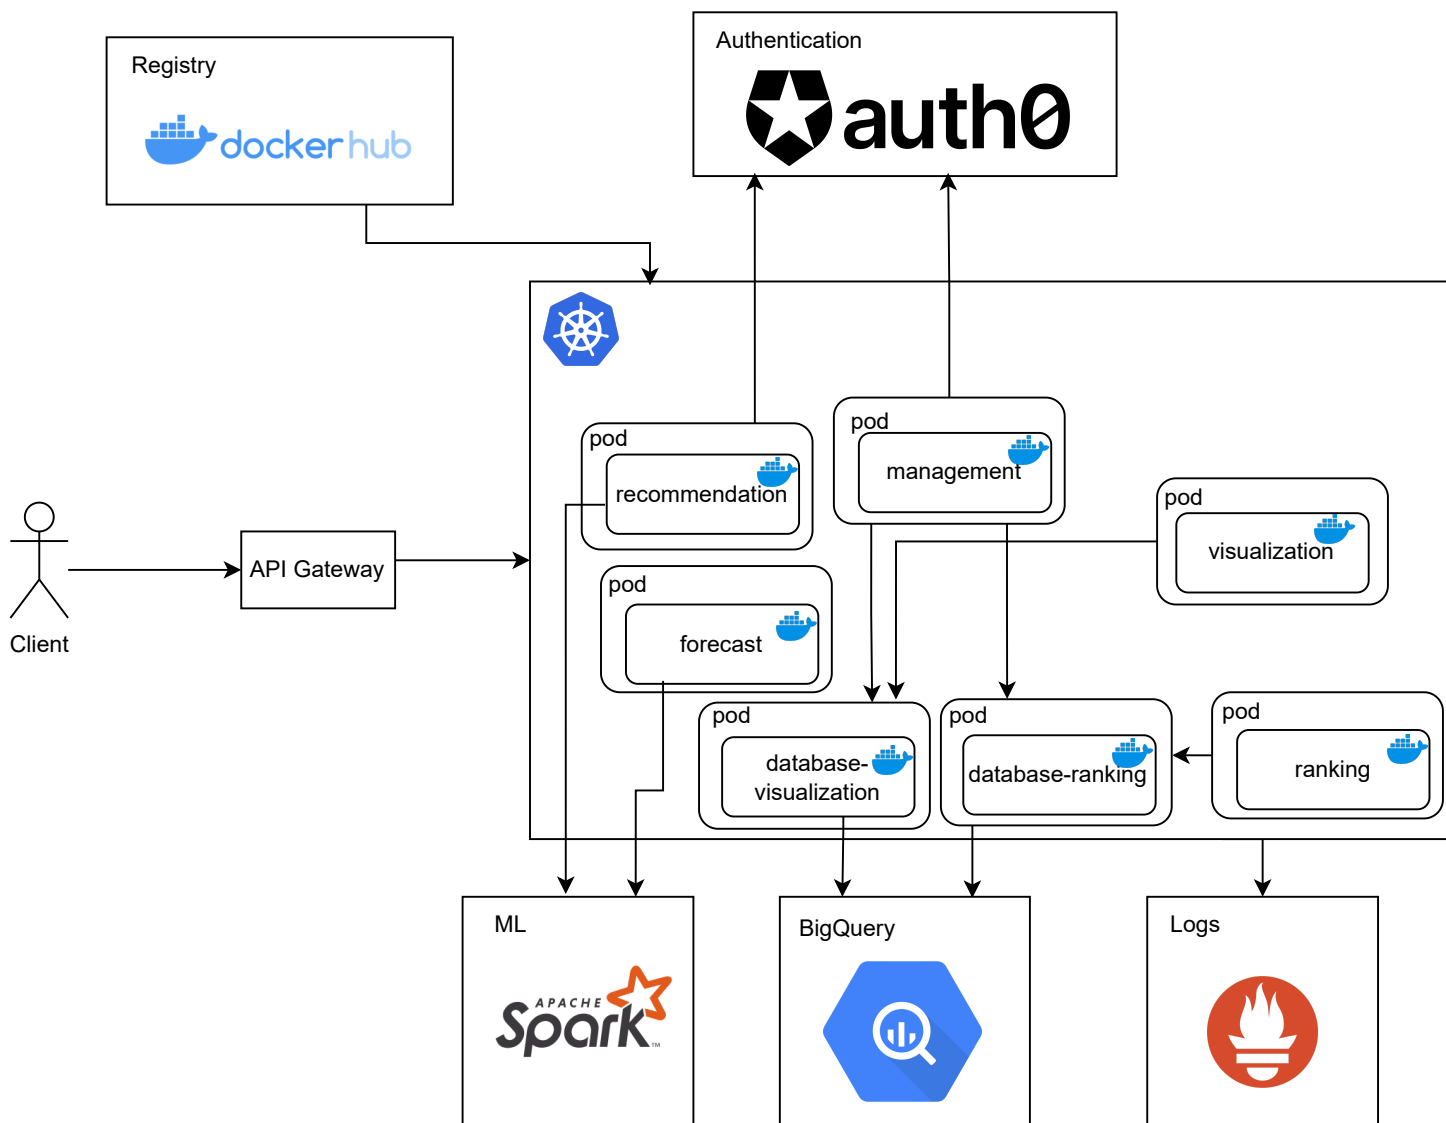 Authentication
auth0
Registry
docker hub
pod
management
pod
recommendation
pod
visualization
API Gateway
Client
pod
forecast
pod
database-
visualization
pod
database-ranking
pod
ranking
ML
APACHE
Spark
TM
BigQuery
Logs